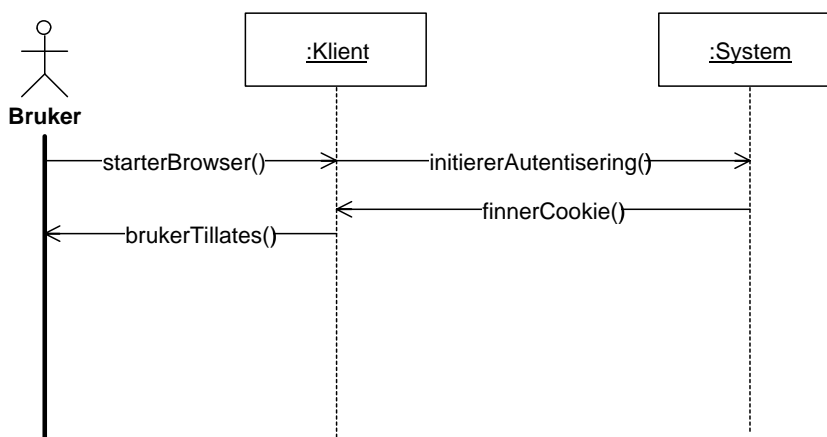 :Klient
:System
Bruker
starterBrowser()
initiererAutentisering()
finnerCookie()
brukerTillates()